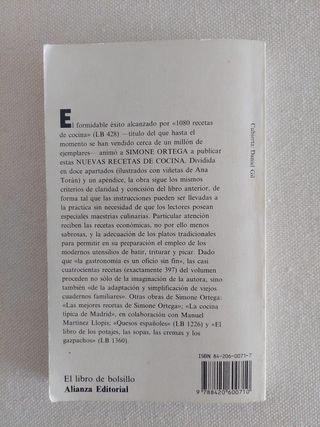 El formidable éxito alcanzado por «1080 recetas
de cocina» (LB 428) —título del que hasta el
momento se han vendido cerca de un millón de
ejemplares— animó a SIMONE ORTEGA a publicar
estas NUEVAS RECETAS DE COCINA. Dividida
en doce apartados (ilustrados con viñetas de Ana
Torán) y un apéndice, la obra sigue los mismos
criterios de claridad y concisión del libro anterior, de
forma tal que las instrucciones pueden ser llevadas a
la práctica sin necesidad de que los lectores posean
especiales maestrías culinarias. Particular atención
reciben las recetas económicas, no por ello menos
sabrosas, y la adecuación de los platos tradicionales
para permitir en su preparación el empleo de los
modernos utensilios de batir, triturar y picar. Dado
que «la gastronomía es un oficio sin fin», las casi
cuatrocientas recetas (exactamente 397) del volumen
proceden no sólo de la imaginación de la autora, sino
también «de la adaptación y simplificación de viejos
cuadernos familiares». Otras obras de Simone Ortega:
«Las mejores recetas de Simone Ortega»; «La cocina
típica de Madrid», en colaboración con Manuel
Martínez Llopis; «Quesos españoles» (LB 1226) y «El
libro de los potajes, las sopas, las cremas y los
gazpachos» (LB 1360).
Cubierta: Daniel Gil
El libro de bolsillo
Alianza Editorial
ISBN 84-206-0071-7
9 788420 600710